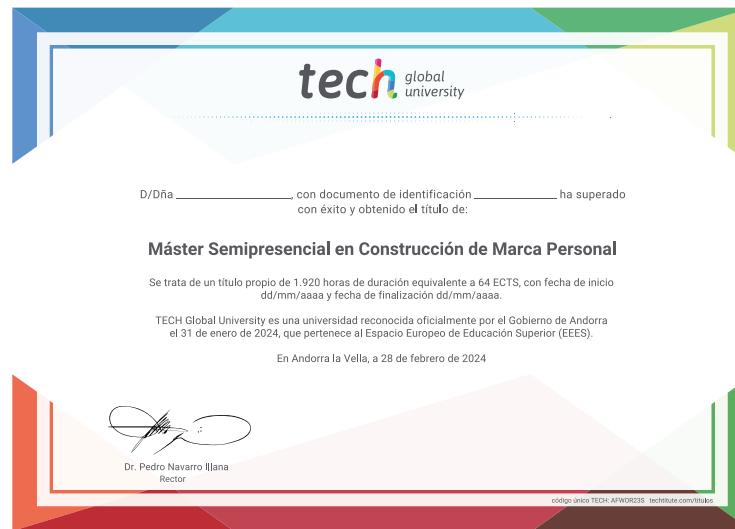 tech global university
D/Dña ____________________, con documento de identificación ______________ ha superado
con éxito y obtenido el título de:
Máster Semipresencial en Construcción de Marca Personal
Se trata de un título propio de 1.920 horas de duración equivalente a 64 ECTS, con fecha de inicio
dd/mm/aaaa y fecha de finalización dd/mm/aaaa.
TECH Global University es una universidad reconocida oficialmente por el Gobierno de Andorra
el 31 de enero de 2024, que pertenece al Espacio Europeo de Educación Superior (EEES).
En Andorra la Vella, a 28 de febrero de 2024
Dr. Pedro Navarro Illana
Rector
código único TECH: AFWOR23S techtitute.com/titulos